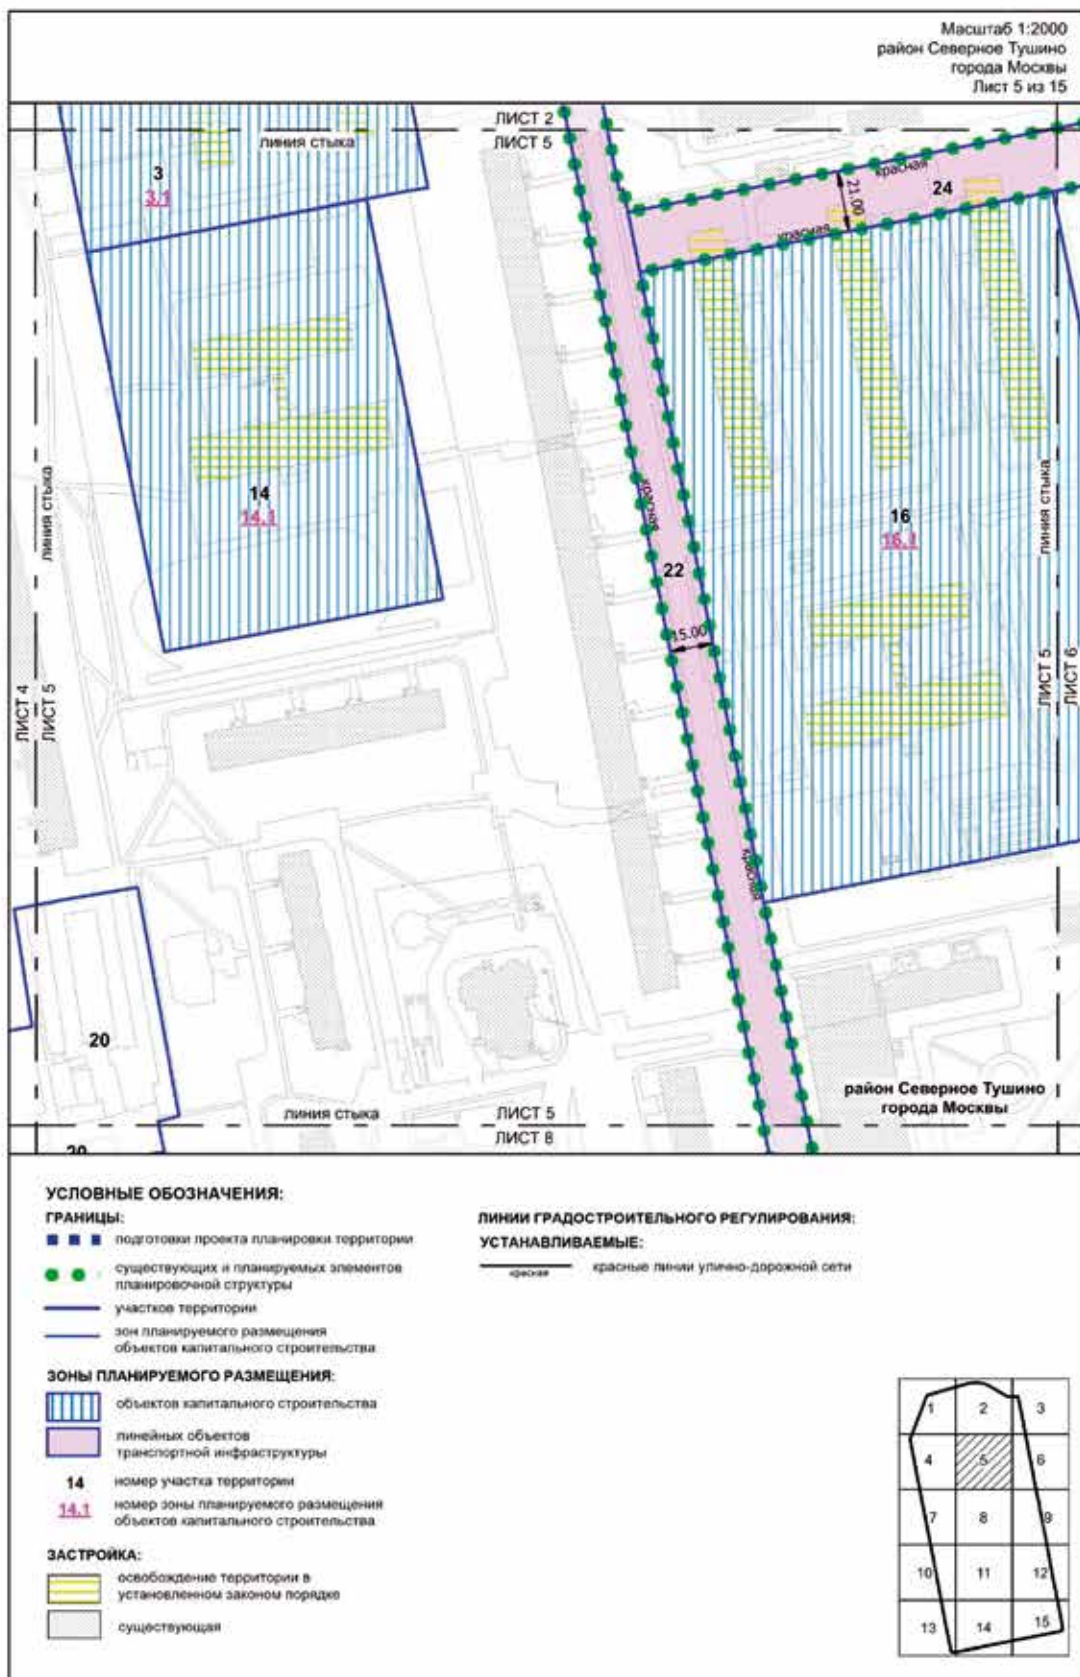 Масштаб 1:2000
район Северное Тушино
города Москвы
Лист 5 из 15
ЛИСТ 2
линия стыка
ЛИСТ 5
3
3.1
красная
24
21.00
красная
14
14.1
линия стыка
красная
16
16.1
линия стыка
22
15.00
ЛИСТ 4
ЛИСТ 5
ЛИСТ 5
ЛИСТ 6
красная
20
район Северное Тушино
города Москвы
линия стыка
ЛИСТ 5
ЛИСТ 8
20
УСЛОВНЫЕ ОБОЗНАЧЕНИЯ:
ГРАНИЦЫ:
подготовки проекта планировки территории
существующих и планируемых элементов
планировочной структуры
участков территории
зон планируемого размещения
объектов капитального строительства
ЗОНЫ ПЛАНИРУЕМОГО РАЗМЕЩЕНИЯ:
объектов капитального строительства
линейных объектов
транспортной инфраструктуры
14 номер участка территории
14.1 номер зоны планируемого размещения
объектов капитального строительства
ЗАСТРОЙКА:
освобождение территории в
установленном законом порядке
существующая
ЛИНИИ ГРАДОСТРОИТЕЛЬНОГО РЕГУЛИРОВАНИЯ:
УСТАНАВЛИВАЕМЫЕ:
красная красные линии улично-дорожной сети
1 2 3
4 5 6
7 8 9
10 11 12
13 14 15